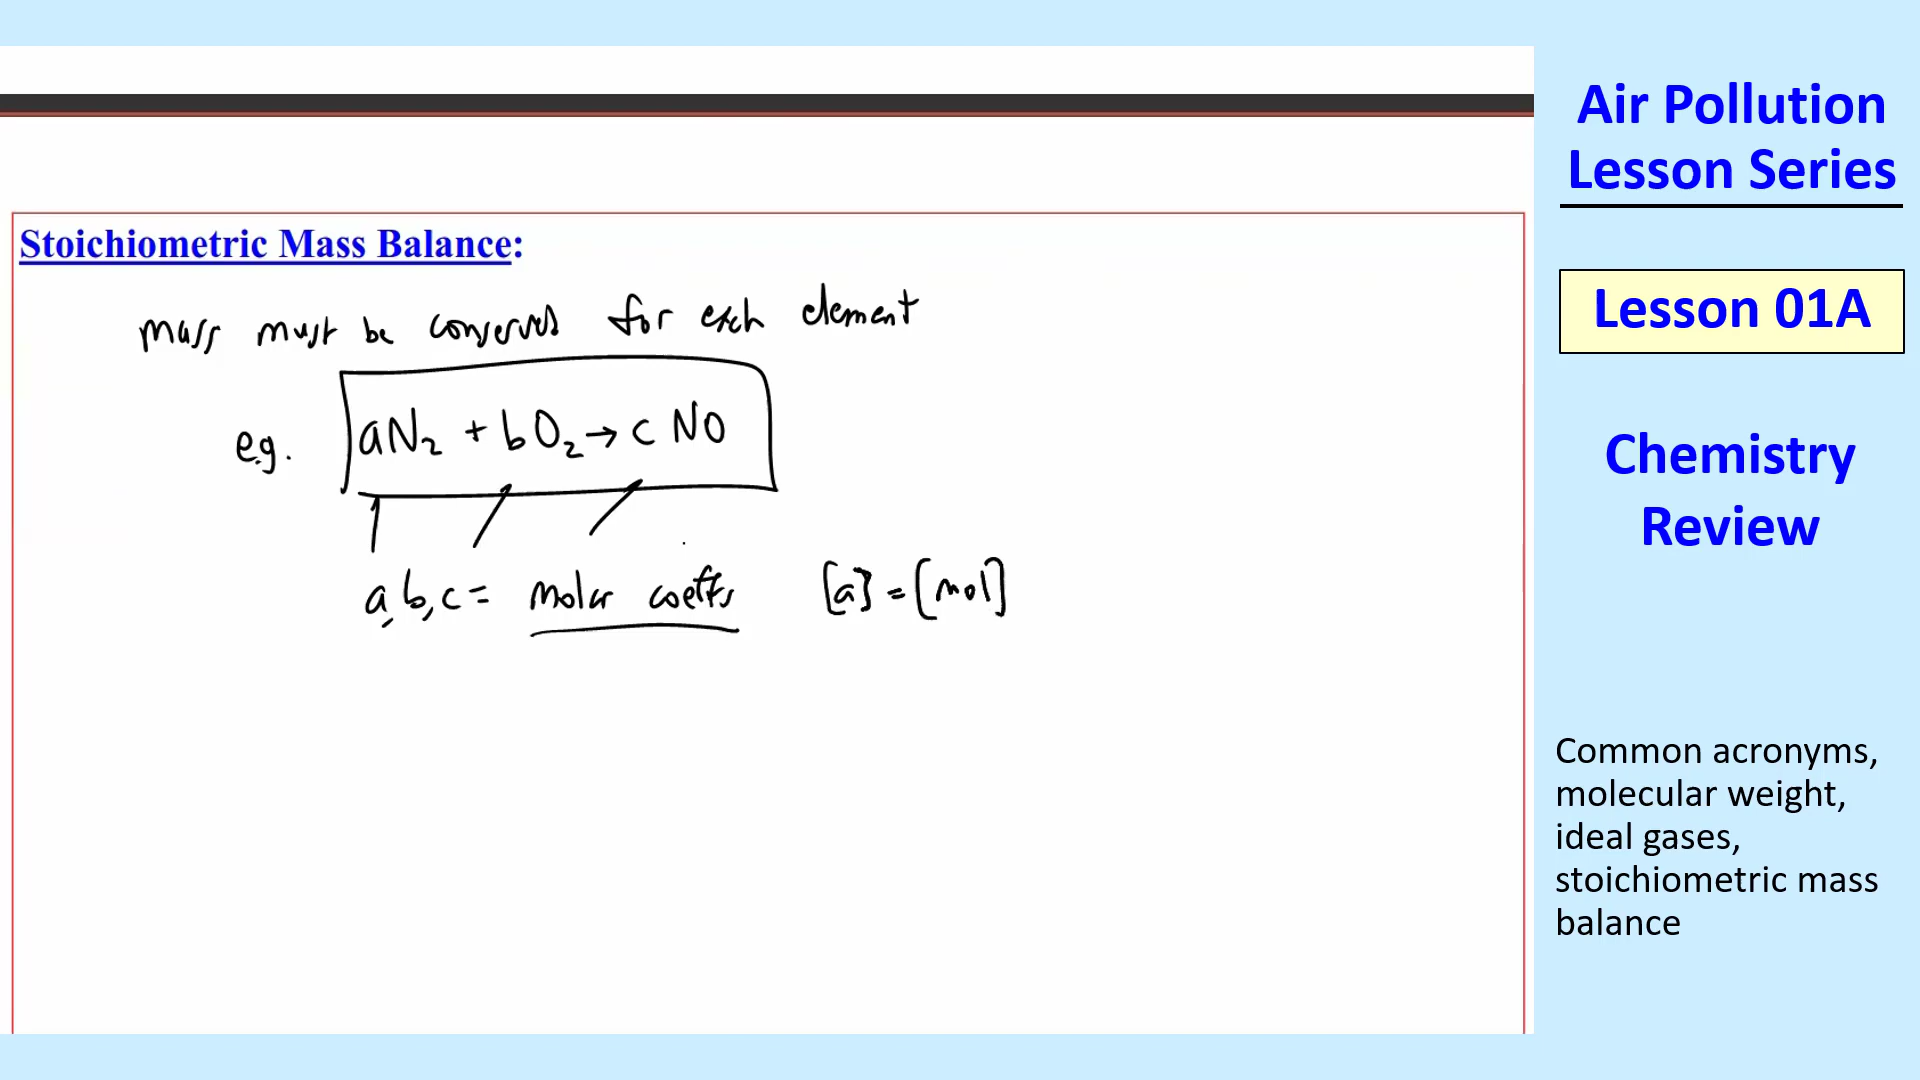 Stoichiometric Mass Balance:
mass must be conserved for each element
e.g. aN₂ + bO₂ → c NO
a, b, c = molar coeffs [a] = [mol]
Air Pollution
Lesson Series
Lesson 01A
Chemistry
Review
Common acronyms,
molecular weight,
ideal gases,
stoichiometric mass
balance